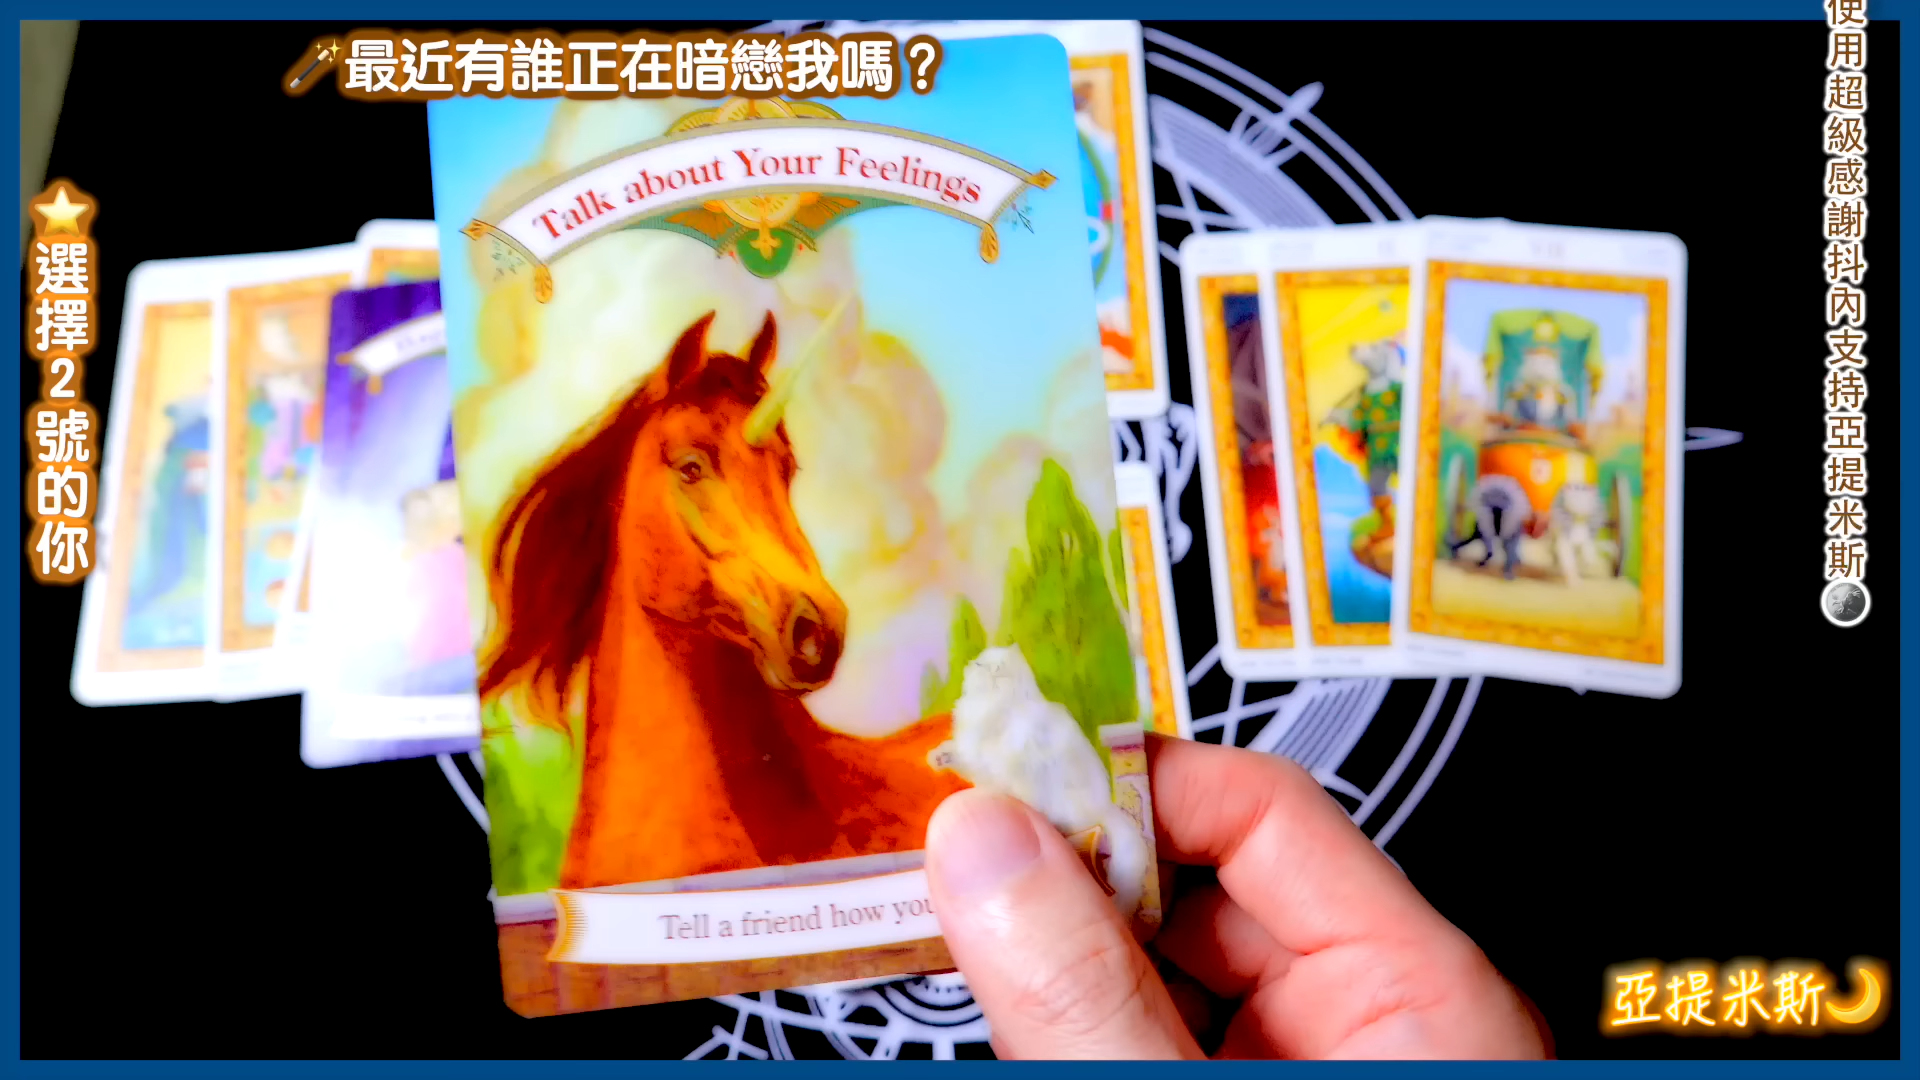 最近有誰正在暗戀我嗎？
選擇2號的你
使用超級感謝抖內支持亞提米斯
Talk about Your Feelings
Tell a friend how you
亞提米斯